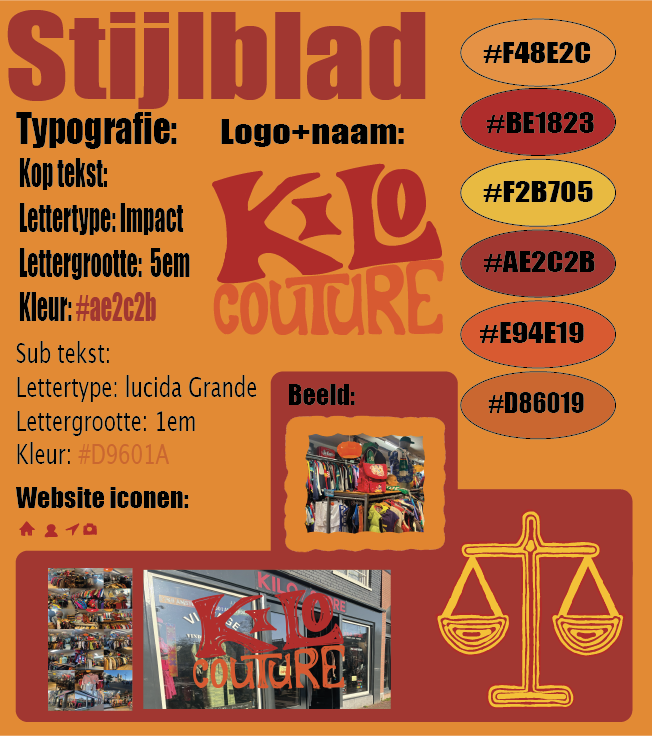 Stijlblad
Typografie:
Kop tekst:
Lettertype: Impact
Lettergrootte: 5em
Kleur: #ae2c2b
Sub tekst:
Lettertype: lucida Grande
Lettergrootte: 1em
Kleur: #D9601A
Website iconen:
Logo+naam:
KiLO
COUTURE
#F48E2C
#BE1823
#F2B705
#AE2C2B
#E94E19
#D86019
Beeld:
KiLO
COUTURE